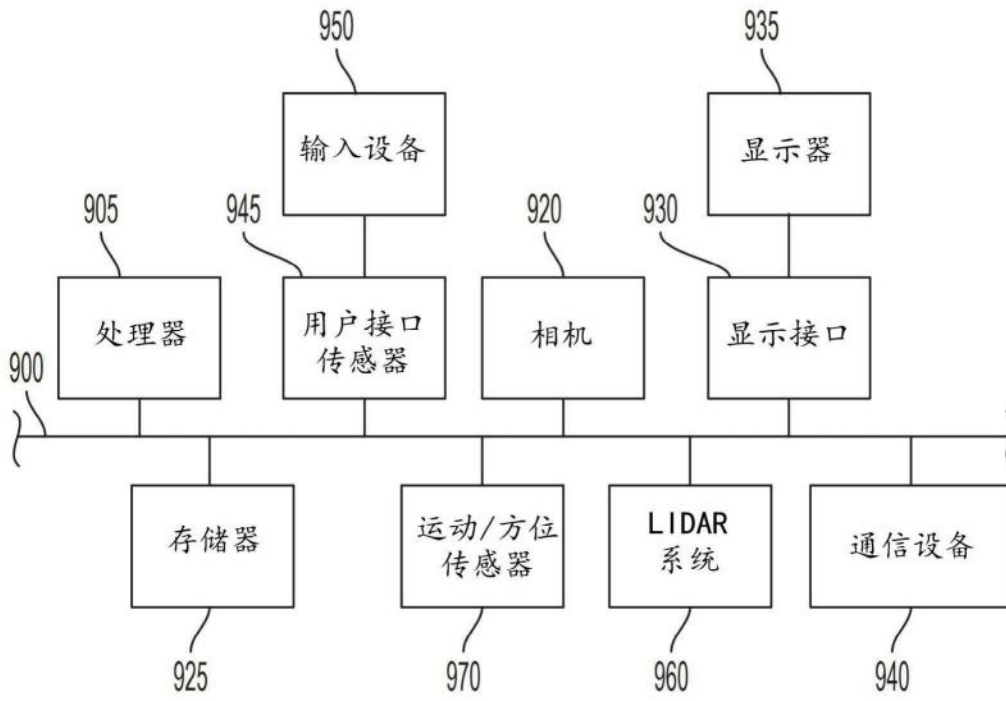 950
935
输入设备
显示器
905
945
920
930
处理器
用户接口
传感器
相机
显示接口
900
存储器
运动/方位
传感器
LIDAR
系统
通信设备
925
970
960
940